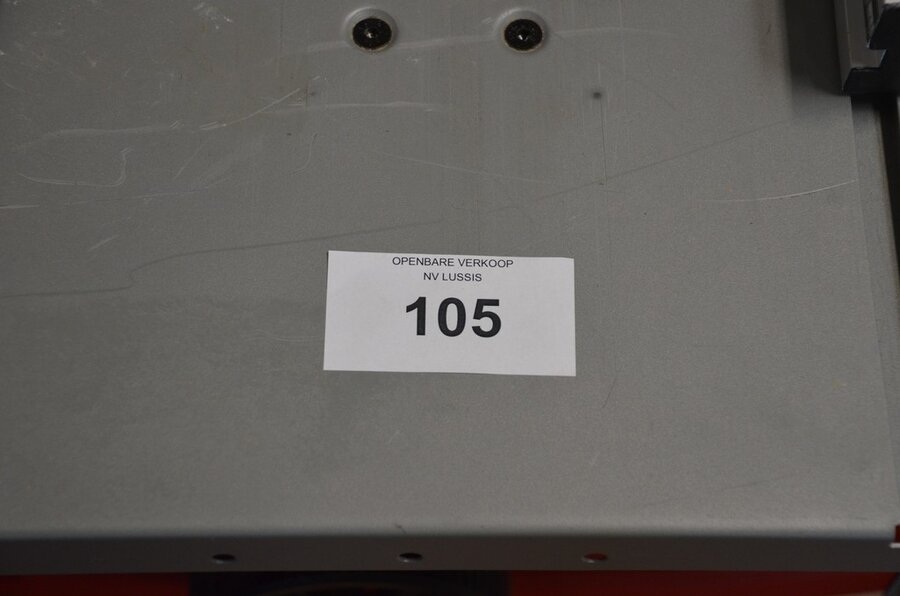 OPENBARE VERKOOP
NV LUSSIS
105